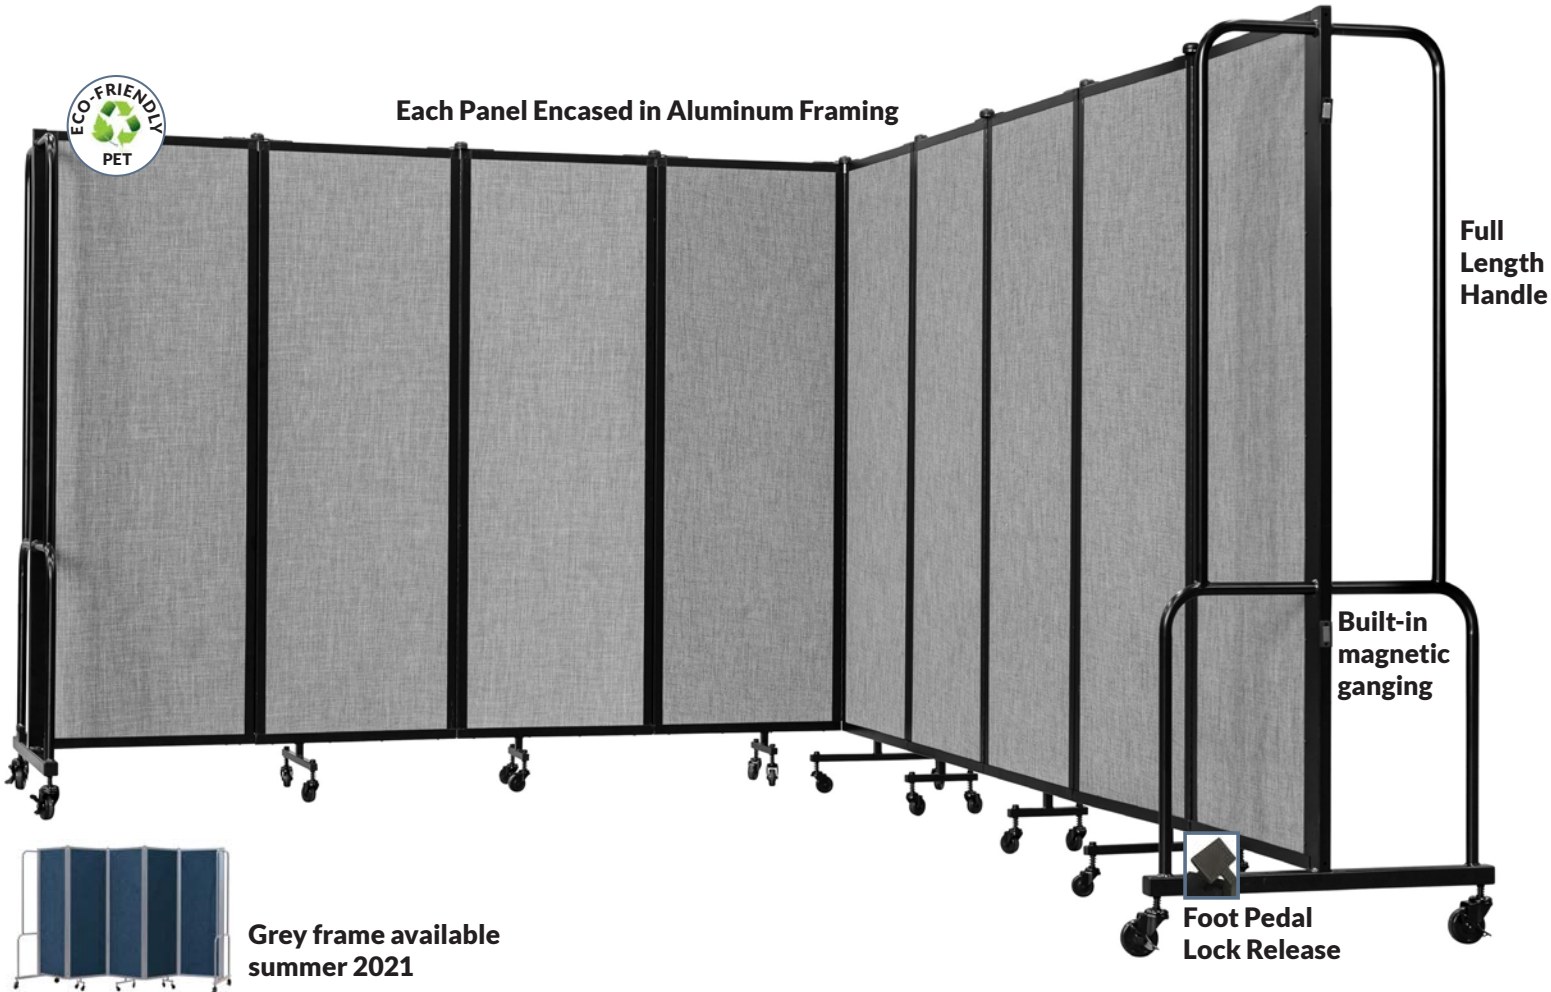 ECO-FRIENDLY
PET
Each Panel Encased in Aluminum Framing
Full
Length
Handle
Built-in
magnetic
ganging
Foot Pedal
Lock Release
Grey frame available
summer 2021